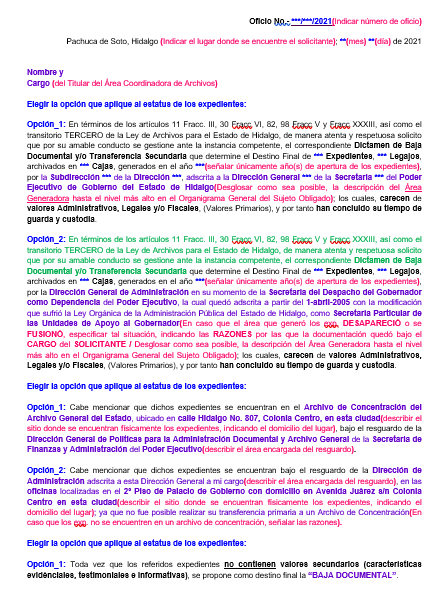 Oficio No.- ***/***/2021(Indicar número de oficio)
Pachuca de Soto, Hidalgo (Indicar el lugar donde se encuentre el solicitante); **(mes) **(día) de 2021
Nombre y
Cargo (del Titular del Área Coordinadora de Archivos)
Elegir la opción que aplique al estatus de los expedientes:
Opción_1: En términos de los artículos 11 Fracc. III, 30 Fracc VI, 82, 98 Fracc V y Fracc XXXIII, así como el
transitorio TERCERO de la Ley de Archivos para el Estado de Hidalgo, de manera atenta y respetuosa solicito
que por su amable conducto se gestione ante la instancia competente, el correspondiente Dictamen de Baja
Documental y/o Transferencia Secundaria que determine el Destino Final de *** Expedientes, *** Legajos,
archivados en *** Cajas, generados en el año ***(señalar únicamente año(s) de apertura de los expedientes),
por la Subdirección *** de la Dirección ***, adscrita a la Dirección General *** de la Secretaría *** del Poder
Ejecutivo de Gobierno del Estado de Hidalgo(Desglosar como sea posible, la descripción del Área
Generadora hasta el nivel más alto en el Organigrama General del Sujeto Obligado); los cuales, carecen de
valores Administrativos, Legales y/o Fiscales, (Valores Primarios), y por tanto han concluido su tiempo de
guarda y custodia.
Opción_2: En términos de los artículos 11 Fracc. III, 30 Fracc VI, 82, 98 Fracc V y Fracc XXXIII, así como el
transitorio TERCERO de la Ley de Archivos para el Estado de Hidalgo, de manera atenta y respetuosa solicito
que por su amable conducto se gestione ante la instancia competente, el correspondiente Dictamen de Baja
Documental y/o Transferencia Secundaria que determine el Destino Final de *** Expedientes, *** Legajos,
archivados en *** Cajas, generados en el año ***(señalar únicamente año(s) de apertura de los expedientes),
por la Dirección General de Administración en su momento de la Secretaría del Despacho del Gobernador
como Dependencia del Poder Ejecutivo, la cual quedó adscrita a partir del 1-abril-2005 con la modificación
que sufrió la Ley Orgánica de la Administración Pública del Estado de Hidalgo, como Secretaría Particular de
las Unidades de Apoyo al Gobernador(En caso que el área que generó los exp. DESAPARECIÓ o se
FUSIONÓ, especificar tal situación, indicando las RAZONES por las que la documentación quedó bajo el
CARGO del SOLICITANTE / Desglosar como sea posible, la descripción del Área Generadora hasta el nivel
más alto en el Organigrama General del Sujeto Obligado); los cuales, carecen de valores Administrativos,
Legales y/o Fiscales, (Valores Primarios), y por tanto han concluido su tiempo de guarda y custodia.
Elegir la opción que aplique al estatus de los expedientes:
Opción_1: Cabe mencionar que dichos expedientes se encuentran en el Archivo de Concentración del
Archivo General del Estado, ubicado en calle Hidalgo No. 807, Colonia Centro, en esta ciudad(describir el
sitio donde se encuentran físicamente los expedientes, indicando el domicilio del lugar), bajo el resguardo de la
Dirección General de Políticas para la Administración Documental y Archivo General de la Secretaría de
Finanzas y Administración del Poder Ejecutivo(describir el área encargada del resguardo).
Opción_2: Cabe mencionar que dichos expedientes se encuentran bajo el resguardo de la Dirección de
Administración adscrita a esta Dirección General a mi cargo(describir el área encargada del resguardo), en las
oficinas localizadas en el 2º Piso de Palacio de Gobierno con domicilio en Avenida Juárez s/n Colonia
Centro en esta ciudad(describir el sitio donde se encuentran físicamente los expedientes, indicando el
domicilio del lugar); ya que no fue posible realizar su transferencia primaria a un Archivo de Concentración(En
caso que los exp. no se encuentren en un archivo de concentración, señalar las razones).
Elegir la opción que aplique al estatus de los expedientes:
Opción_1: Toda vez que los referidos expedientes no contienen valores secundarios (características
evidénciales, testimoniales e informativas), se propone como destino final la “BAJA DOCUMENTAL”.